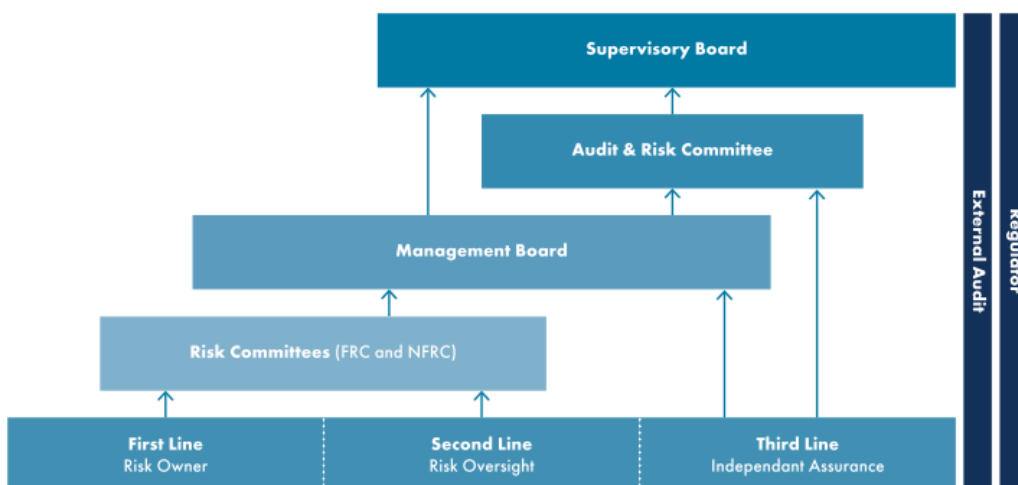 Supervisory Board
Audit & Risk Committee
Management Board
Risk Committees (FRC and NFRC)
First Line
Risk Owner
Second Line
Risk Oversight
Third Line
Independant Assurance
External Audit
Regulator